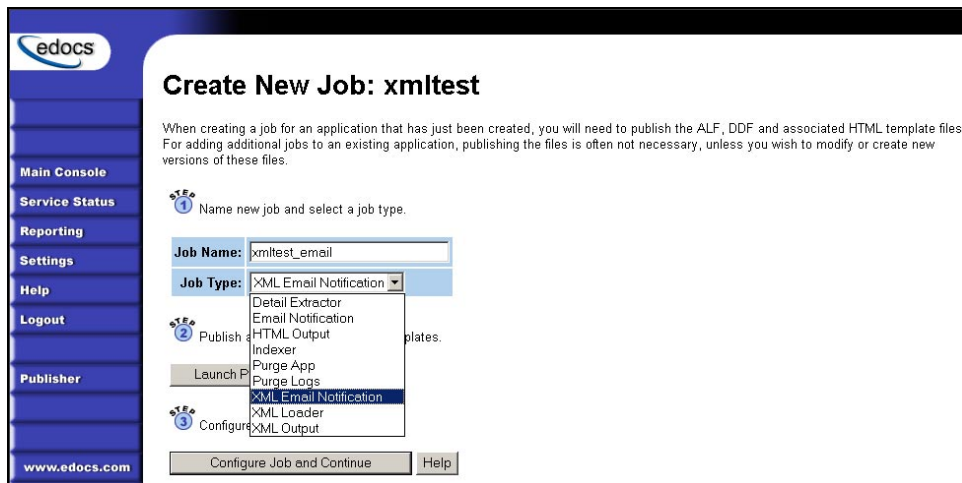 edocs
Create New Job: xmltest
When creating a job for an application that has just been created, you will need to publish the ALF, DDF and associated HTML template files
For adding additional jobs to an existing application, publishing the files is often not necessary, unless you wish to modify or create new
versions of these files.
Main Console
Service Status
Reporting
Settings
Help
Logout
Publisher
www.edocs.com
STEP
1 Name new job and select a job type.
Job Name: xmltest_email
Job Type: XML Email Notification
Detail Extractor
Email Notification
HTML Output
Indexer
Purge App
Purge Logs
XML Email Notification
XML Loader
XML Output
STEP
2 Publish plates.
Launch P
STEP
3 Configure
Configure Job and Continue Help